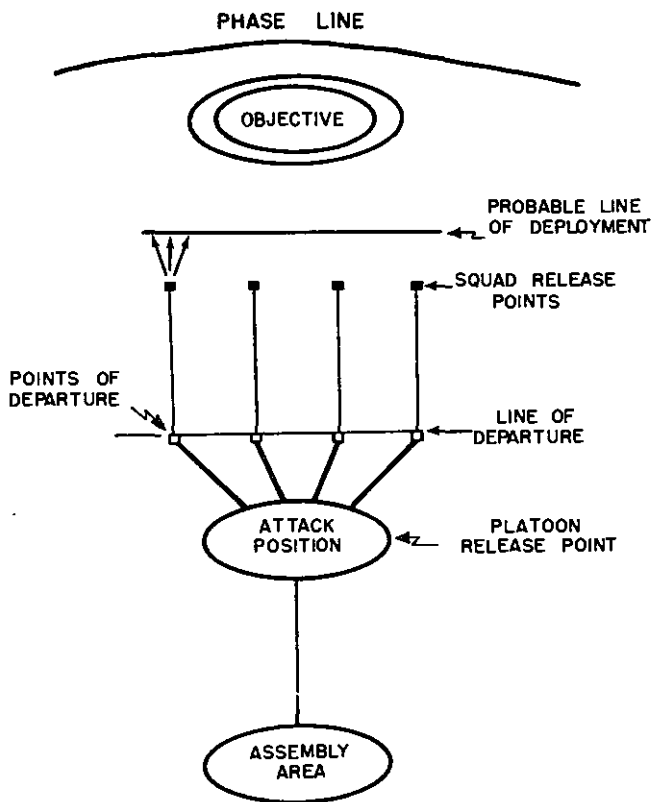 PHASE LINE
OBJECTIVE
PROBABLE LINE
OF DEPLOYMENT
SQUAD RELEASE
POINTS
POINTS OF
DEPARTURE
LINE OF
DEPARTURE
ATTACK
POSITION
PLATOON
RELEASE POINT
ASSEMBLY
AREA